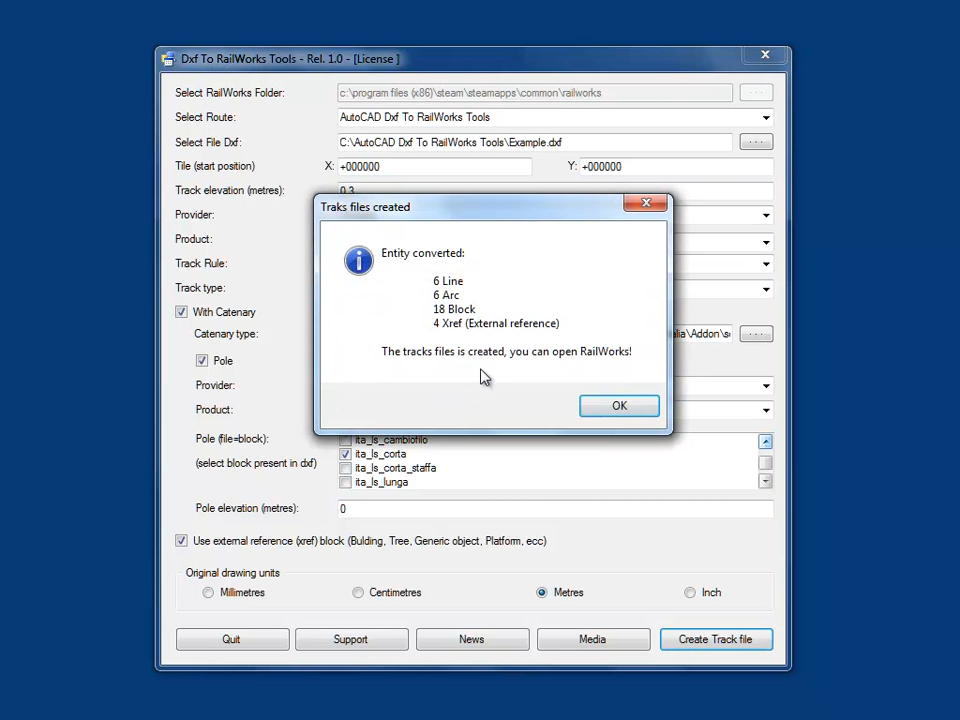 Dxf To RailWorks Tools - Rel. 1.0 - [License ]
Select RailWorks Folder: c:\program files (x86)\steam\steamapps\common\railworks
Select Route: AutoCAD Dxf To RailWorks Tools
Select File Dxf: C:\AutoCAD Dxf To RailWorks Tools\Example.dxf
Tile (start position) X: +000000 Y: +000000
Track elevation (metres): 0.3
Traks files created
Provider:
Product:
Track Rule:
Track type:
Entity converted:
6 Line
6 Arc
18 Block
4 Xref (External reference)
The tracks files is created, you can open RailWorks!
OK
With Catenary
Catenary type: alia\Addon\s
Pole
Provider:
Product:
Pole (file=block): ita_ls_cambiofilo
(select block present in dxf) ita_ls_corta
ita_ls_corta_staffa
ita_ls_lunga
Pole elevation (metres): 0
Use external reference (xref) block (Bulding, Tree, Generic object, Platform, ecc)
Original drawing units
Millimetres Centimetres Metres Inch
Quit Support News Media Create Track file